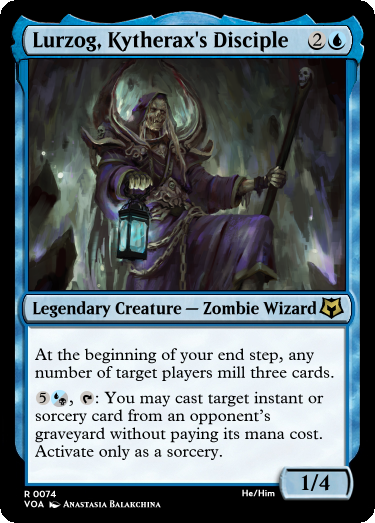 Lurzog, Kytherax's Disciple 2
Legendary Creature — Zombie Wizard
At the beginning of your end step, any
number of target players mill three cards.
5, : You may cast target instant or
sorcery card from an opponent's
graveyard without paying its mana cost.
Activate only as a sorcery.
1/4
R 0074 He/Him
VOA Anastasia Balakchina